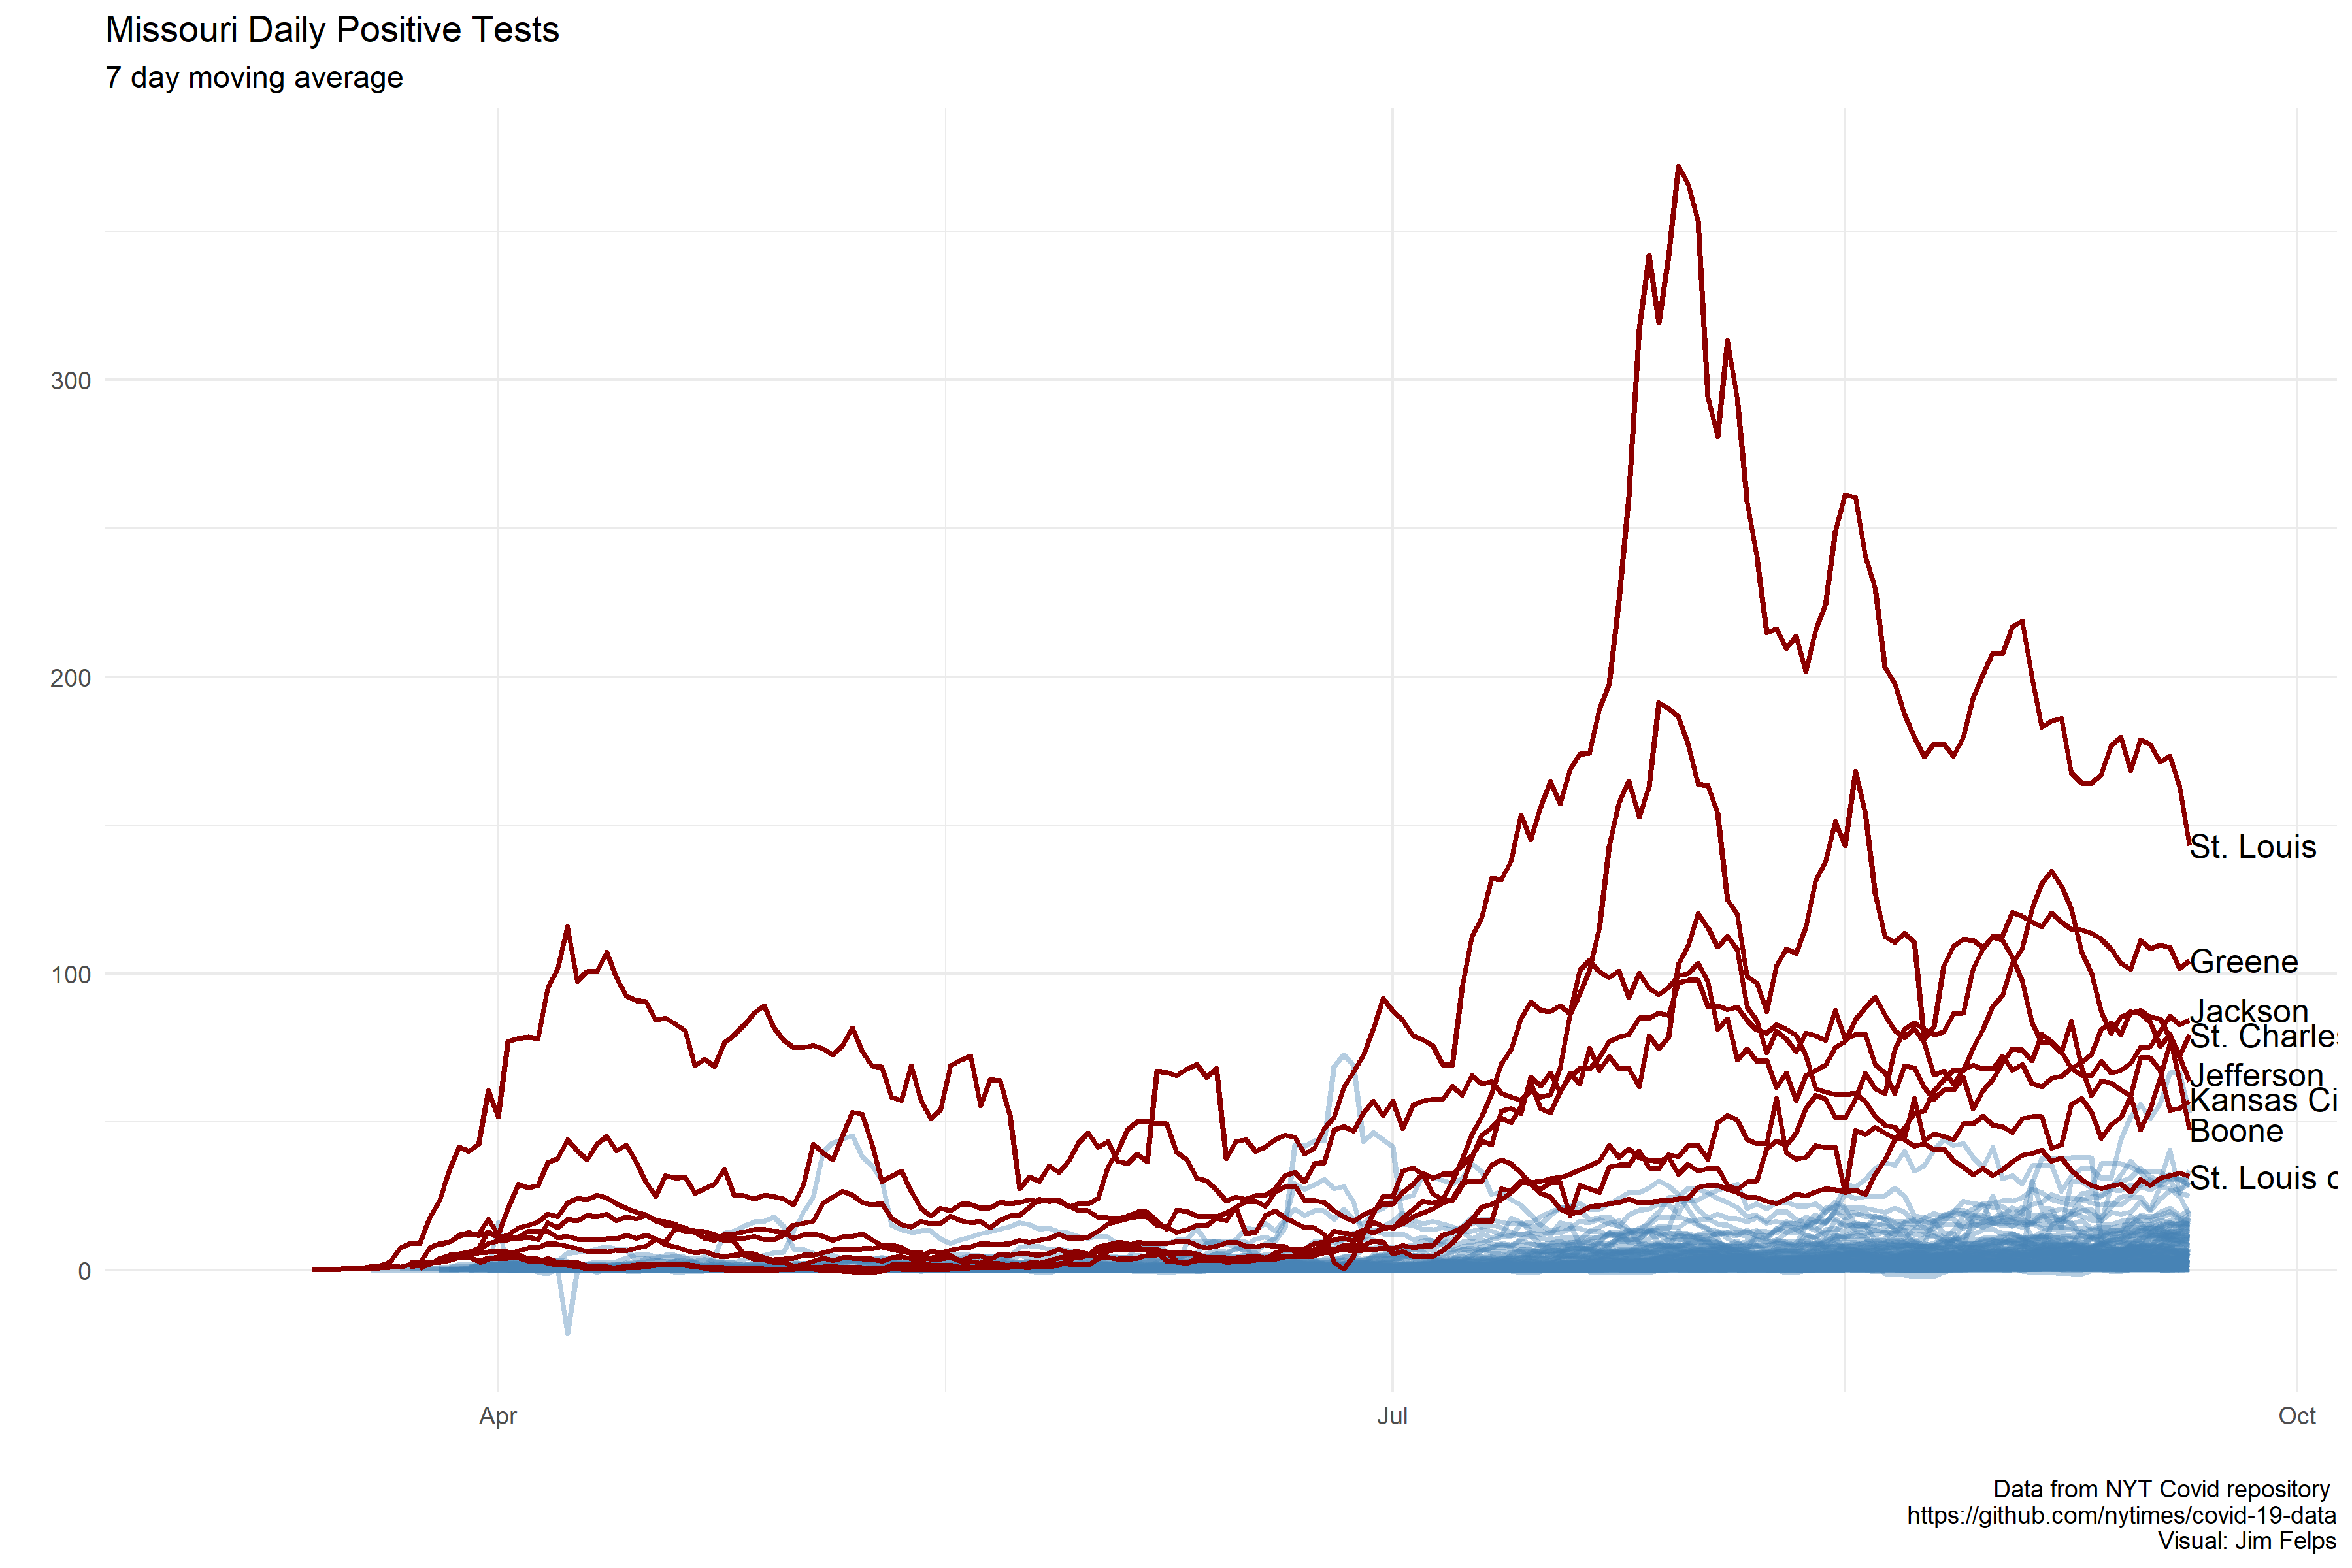 Missouri Daily Positive Tests
7 day moving average
300
200
100
0
St. Louis
Greene
Jackson
St. Charles
Jefferson
Kansas Ci
Boone
St. Louis c
Apr
Jul
Oct
Data from NYT Covid repository
https://github.com/nytimes/covid-19-data
Visual: Jim Felps